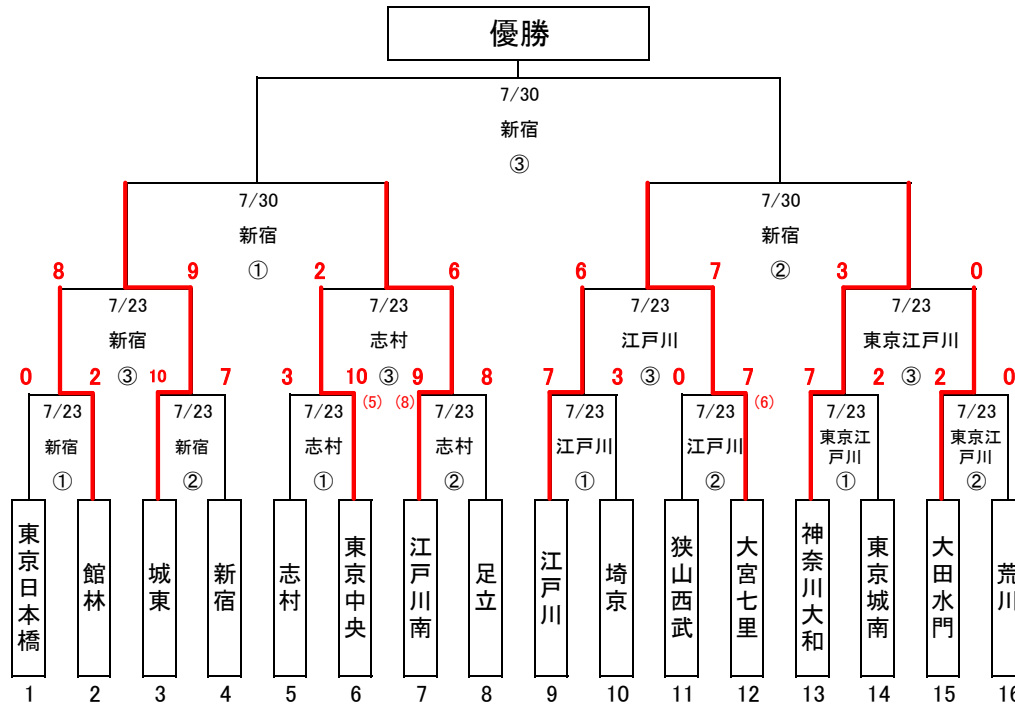 優勝
7/30
新宿
③
7/30
新宿
①
7/30
新宿
②
8
9
2
6
6
7
3
0
7/23
新宿
③
7/23
志村
③
7/23
江戸川
③
7/23
東京江戸川
③
0
2
10
7
3
10
(5)
(8)
9
8
7
3
0
7
(6)
7
2
2
0
7/23
新宿
①
7/23
新宿
②
7/23
志村
①
7/23
志村
②
7/23
江戸川
①
7/23
江戸川
②
7/23
東京江
戸川
①
7/23
東京江
戸川
②
東京日本橋
館林
城東
新宿
志村
東京中央
江戸川南
足立
江戸川
埼京
狭山西武
大宮七里
神奈川大和
東京城南
大田水門
荒川
1
2
3
4
5
6
7
8
9
10
11
12
13
14
15
16